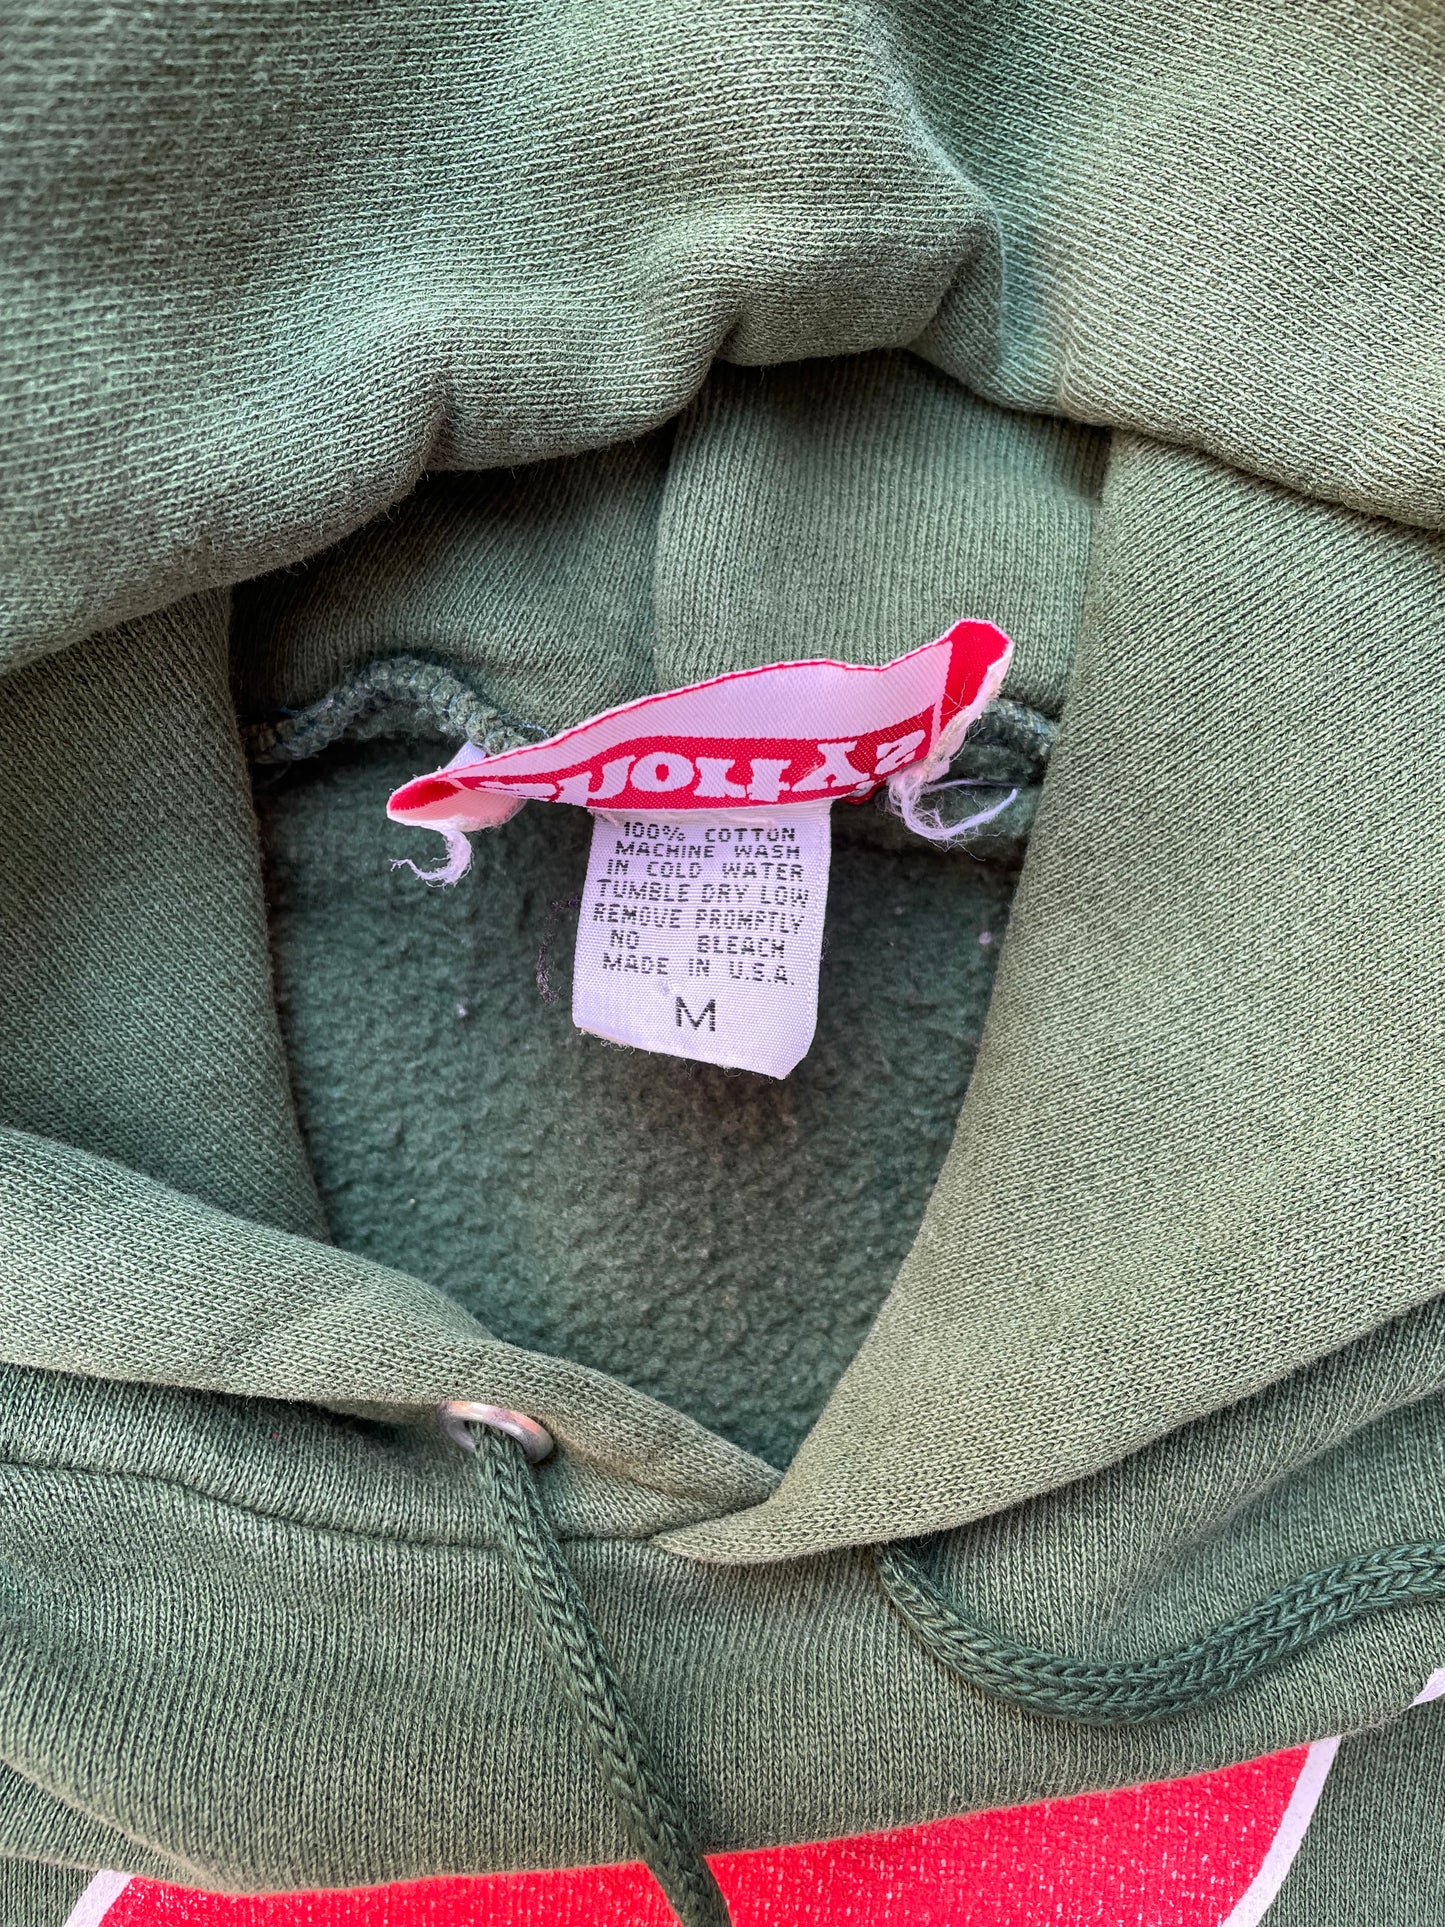 100% COTTON
MACHINE WASH
IN COLD WATER
TUMBLE DRY LOW
REMOVE PROMPTLY
NO BLEACH
MADE IN U.S.A.
M